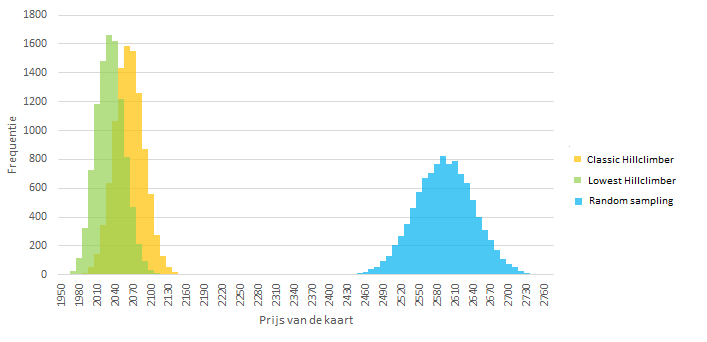 1800
1600
1400
1200
1000
800
600
400
200
0
Frequentie
1950 1980 2010 2040 2070 2100 2130 2160 2190 2220 2250 2280 2310 2340 2370 2400 2430 2460 2490 2520 2550 2580 2610 2640 2670 2700 2730 2760
Prijs van de kaart
Classic Hillclimber
Lowest Hillclimber
Random sampling